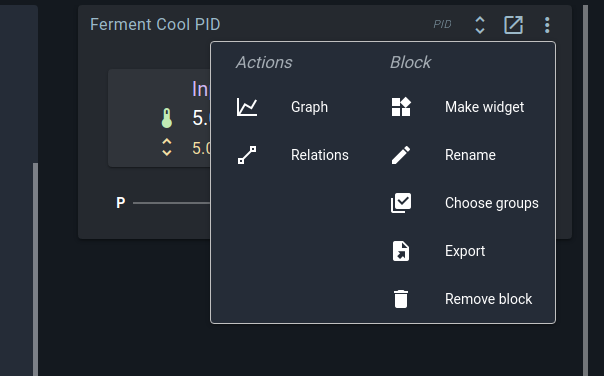 Ferment Cool PID
PID
Actions
Block
In
Graph
Make widget
5.
5.0
Relations
Rename
P
Choose groups
Export
Remove block